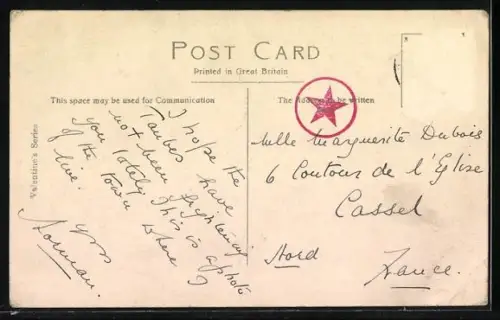 POST CARD
Printed in Great Britain
This space may be used for Communication
The Address to be written
Valentine's Series
I hope the
Taubes have
not been frightening
you lately. This is a photo
of the town where I
live.
Yrs
Norman.
Mlle Marguerite Dubois
6 Contour de l'Eglise
Cassel
Nord
France.